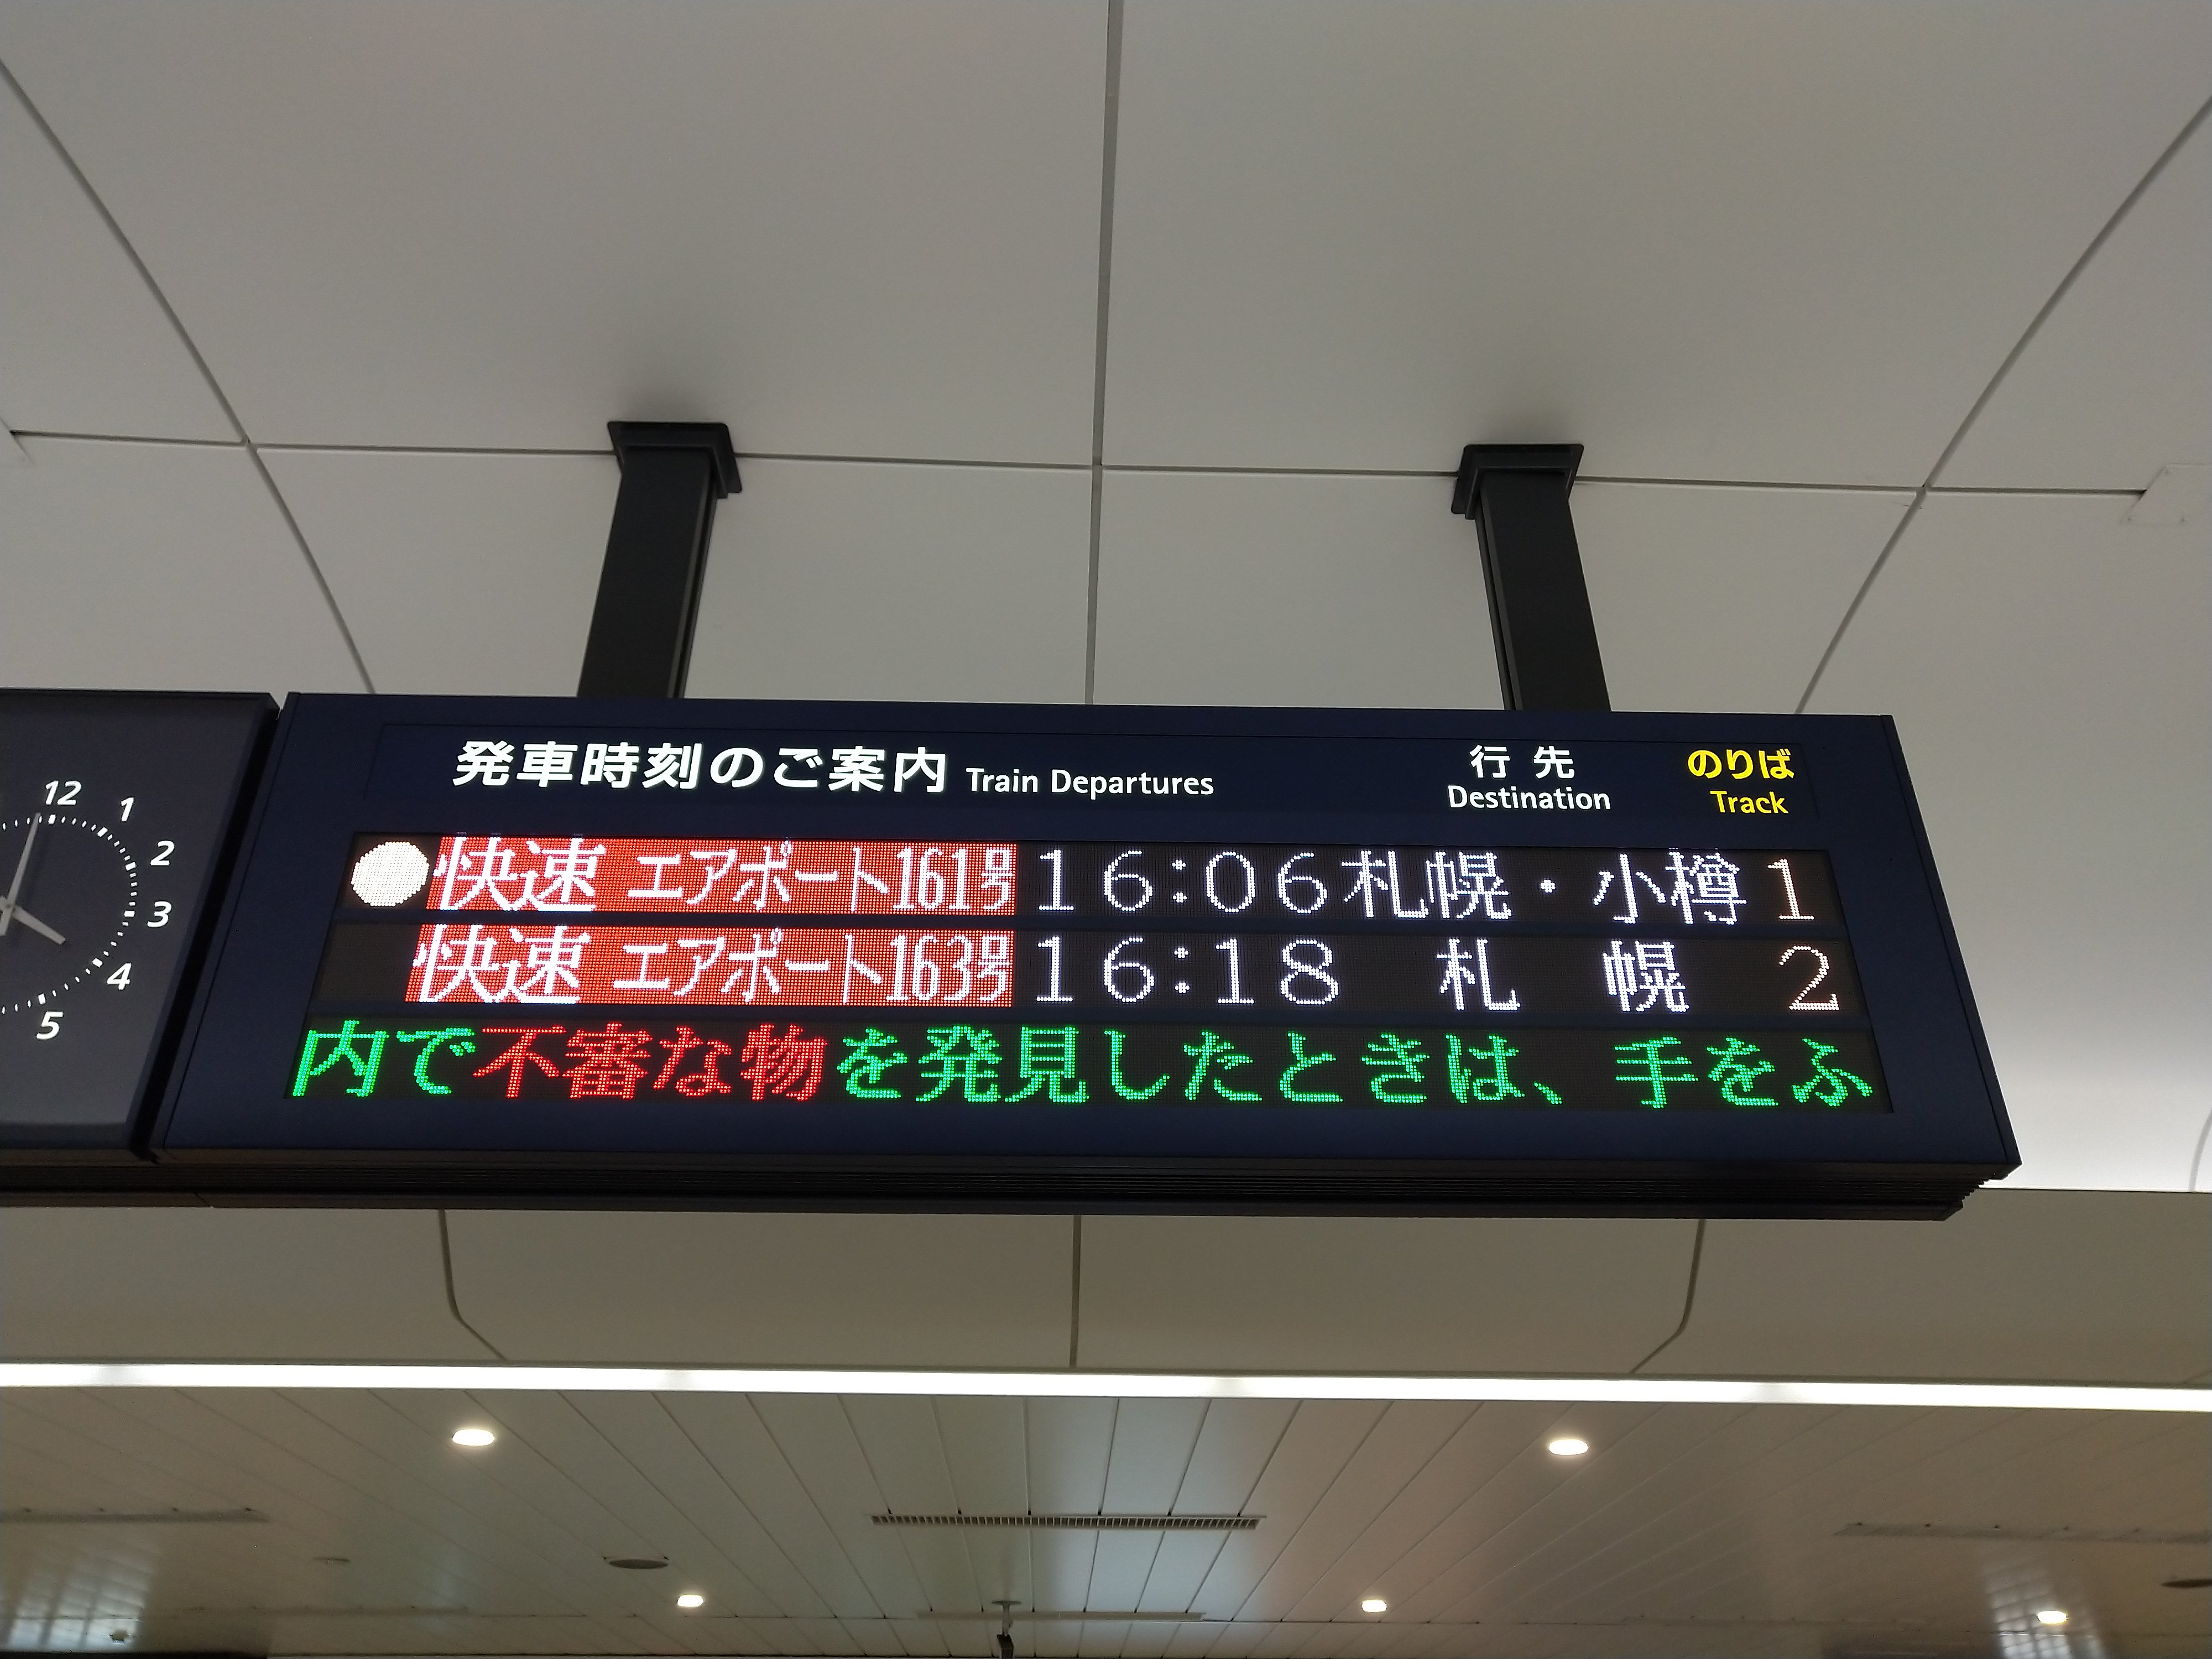 12
1
2
3
4
5
発車時刻のご案内 Train Departures 行先 のりば
Destination Track
快速 エアポート161号 16:06 札幌・小樽 1
快速 エアポート163号 16:18 札幌 2
内で不審な物を発見したときは、手をふ